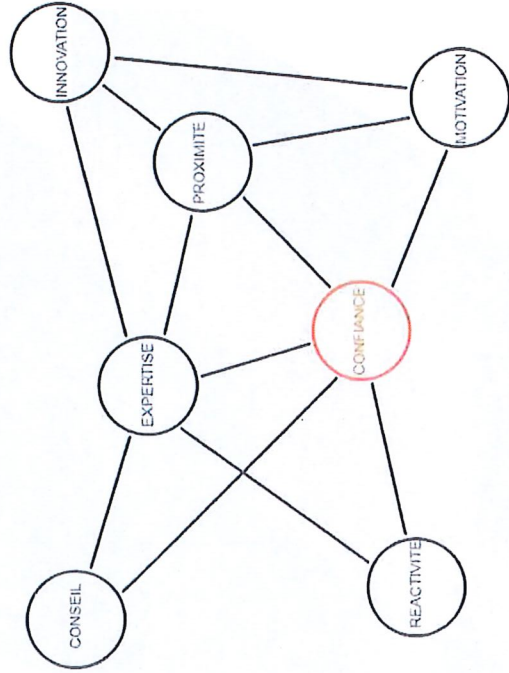 CONSEIL
REACTIVITE
EXPERTISE
CONFIANCE
PROXIMITE
INNOVATION
MOTIVATION